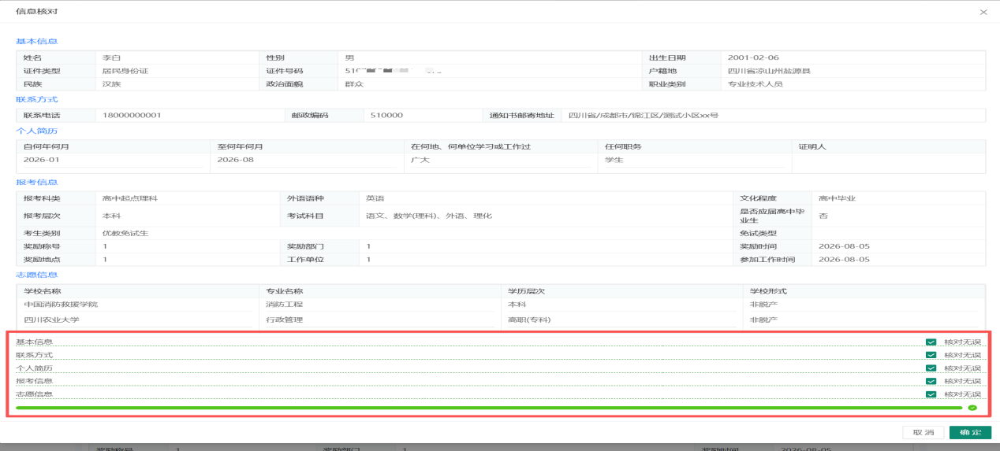 信息核对
基本信息
姓名 李白 性别 男 出生日期 2001-02-06
证件类型 居民身份证 证件号码 51 户籍地 四川省凉山州盐源县
民族 汉族 政治面貌 群众 职业类别 专业技术人员
联系方式
联系电话 18000000001 邮政编码 510000 通知书邮寄地址 四川省/成都市/锦江区/测试小区xx号
个人简历
自何年何月 至何年何月 在何地、何单位学习或工作过 任何职务 证明人
2026-01 2026-08 广大 学生
报考信息
报考科类 高中起点理科 外语语种 英语 文化程度 高中毕业
报考层次 本科 考试科目 语文、数学(理科)、外语、理化 是否应届高中毕业生 否
考生类别 优教免试生 免试类型
奖励称号 1 奖励部门 1 奖励时间 2026-08-05
奖励地点 1 工作单位 1 参加工作时间 2026-08-05
志愿信息
学校名称 专业名称 学历层次 学校形式
中国消防救援学院 消防工程 本科 非脱产
四川农业大学 行政管理 高职(专科) 非脱产
基本信息 核对无误
联系方式 核对无误
个人简历 核对无误
报考信息 核对无误
志愿信息 核对无误
取消 确定
奖励称号 1 奖励部门 1 奖励时间 2026-08-05